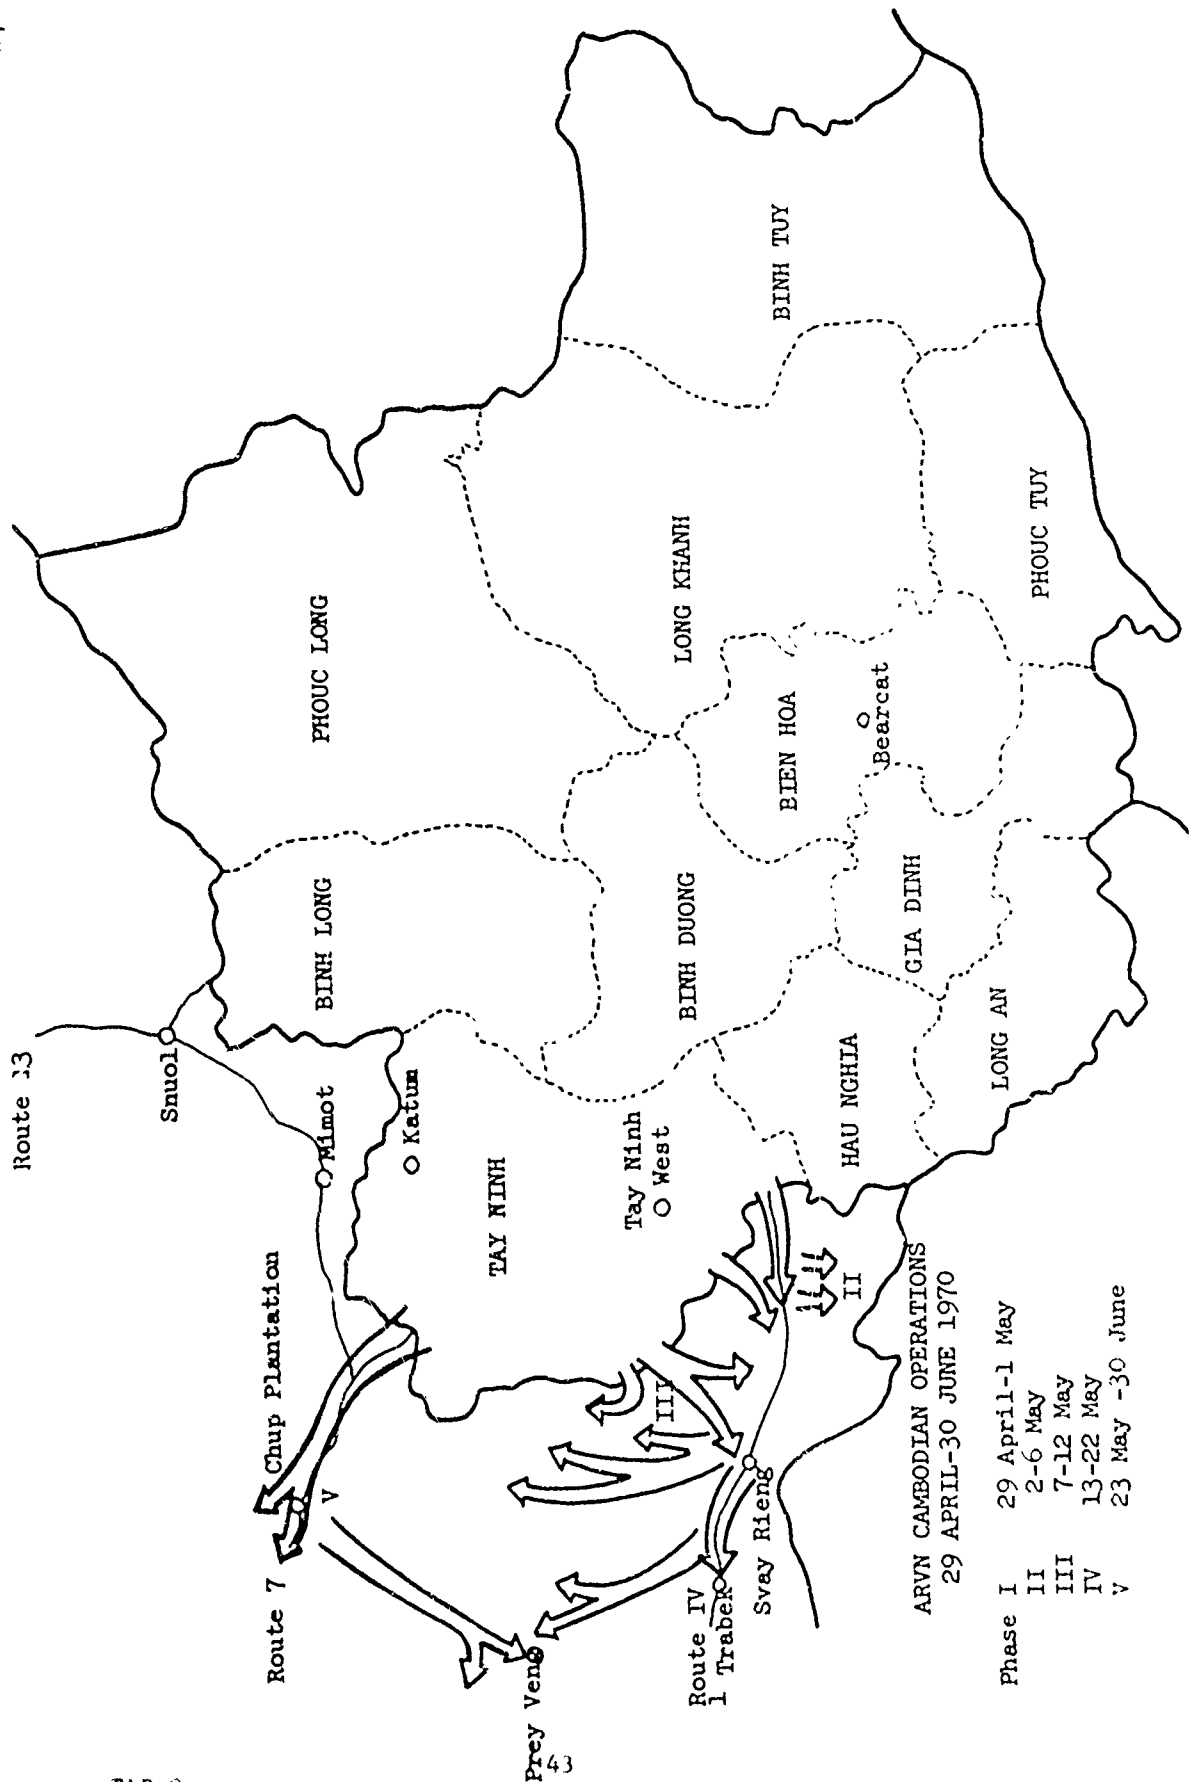 Route 13
Snuol
Mimot
Katum
Chup Plantation
Route 7
V
Prey Veng
Route
1
IV
Trabek
Svay Rieng
III
II
Tay Ninh
West
TAY NINH
BINH LONG
PHOUC LONG
BINH DUONG
LONG KHANH
BINH TUY
BIEN HOA
Bearcat
PHOUC TUY
GIA DINH
HAU NGHIA
LONG AN
ARVN CAMBODIAN OPERATIONS
29 APRIL-30 JUNE 1970
Phase I 29 April-1 May
II 2-6 May
III 7-12 May
IV 13-22 May
V 23 May -30 June
43